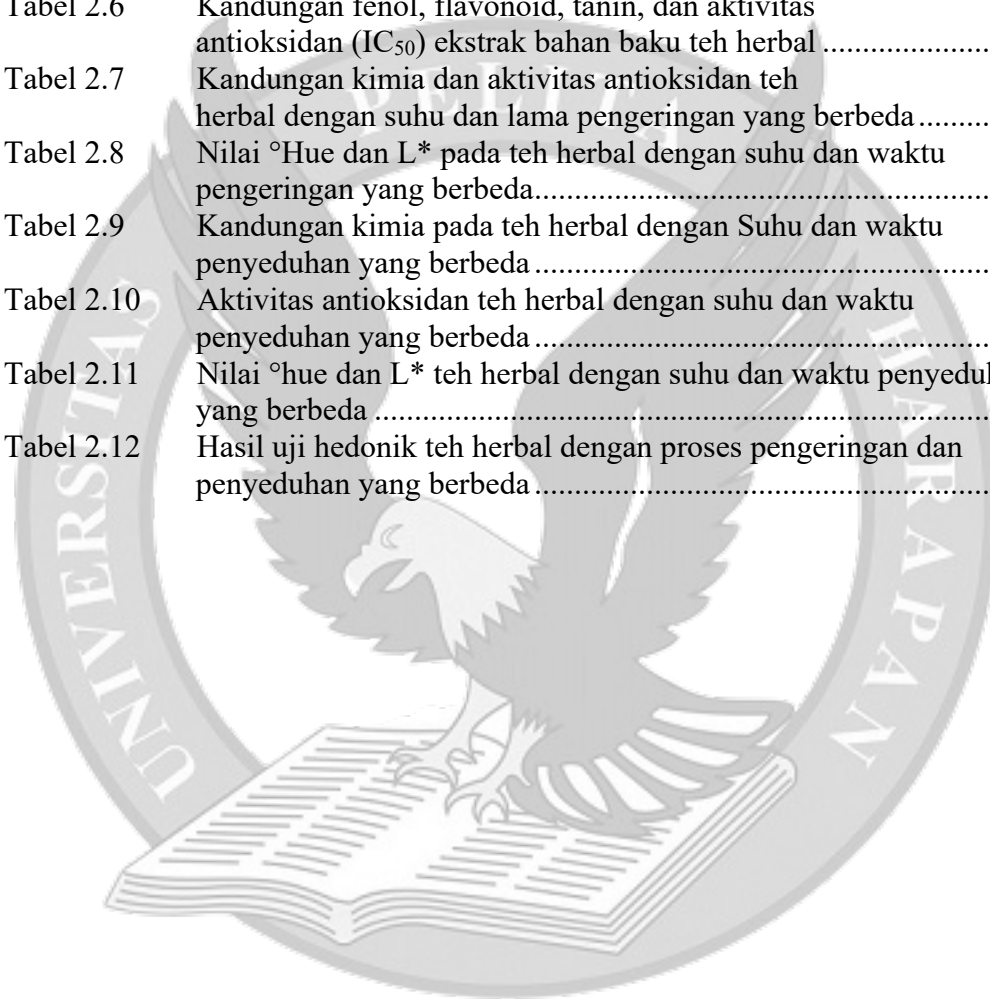 Tabel 2.6 Kandungan fenol, flavonoid, tanin, dan aktivitas
antioksidan (IC₅₀) ekstrak bahan baku teh herbal .....................
Tabel 2.7 Kandungan kimia dan aktivitas antioksidan teh
herbal dengan suhu dan lama pengeringan yang berbeda .........
Tabel 2.8 Nilai °Hue dan L* pada teh herbal dengan suhu dan waktu
pengeringan yang berbeda.........................................................
Tabel 2.9 Kandungan kimia pada teh herbal dengan Suhu dan waktu
penyeduhan yang berbeda .........................................................
Tabel 2.10 Aktivitas antioksidan teh herbal dengan suhu dan waktu
penyeduhan yang berbeda .........................................................
Tabel 2.11 Nilai °hue dan L* teh herbal dengan suhu dan waktu
yang berbeda .............................................................................
Tabel 2.12 Hasil uji hedonik teh herbal dengan proses pengeringan dan
penyeduhan yang berbeda .........................................................
UNIVERSITAS PELITA HARAPAN